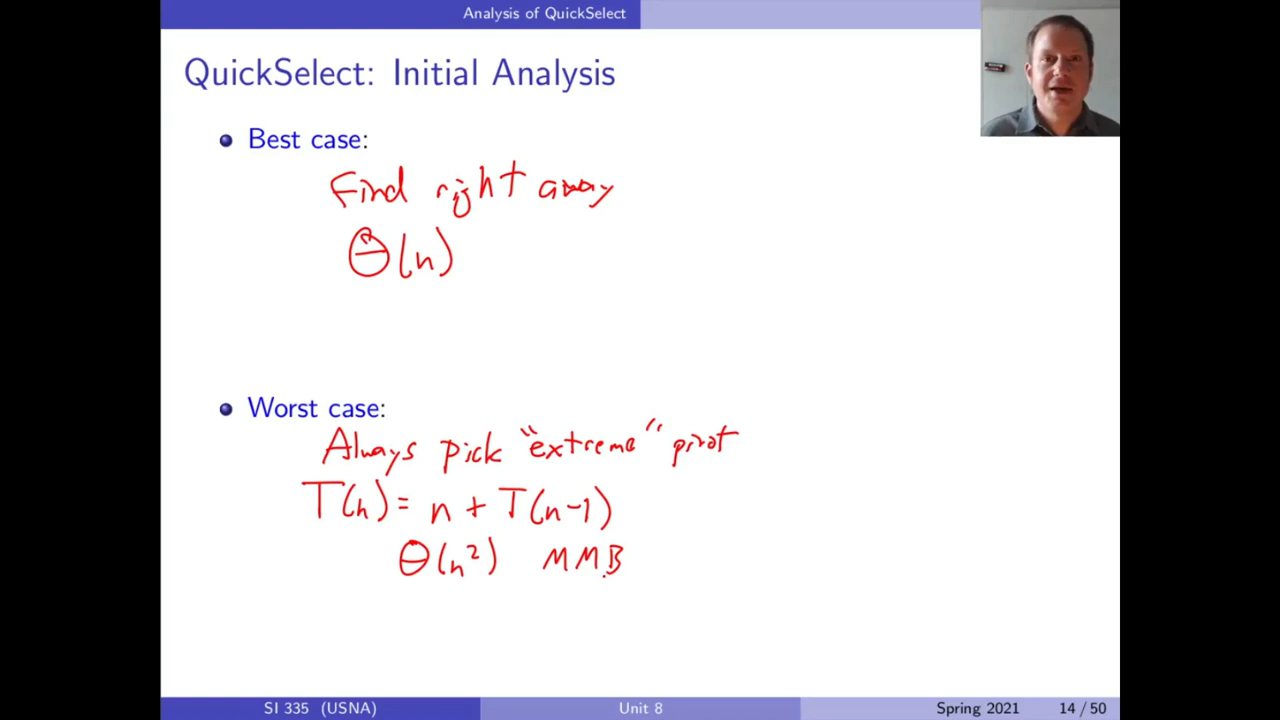 Analysis of QuickSelect
QuickSelect: Initial Analysis
Best case:
Find right away
Θ(n)
Worst case:
Always pick “extreme” pivot
T(n) = n + T(n-1)
Θ(n²) MMB
SI 335 (USNA) Unit 8 Spring 2021 14 / 50